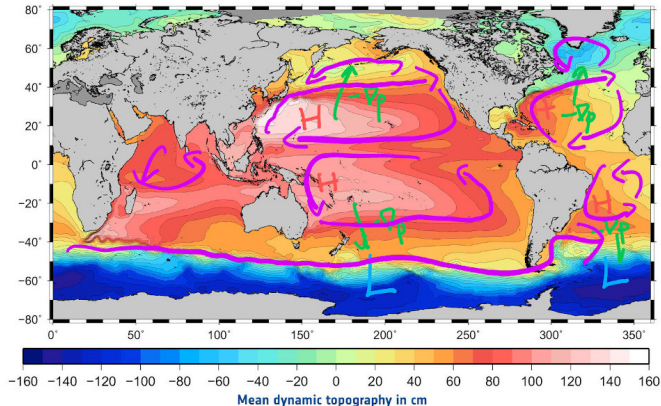 80°
60°
40°
20°
0°
−20°
−40°
−60°
−80°
H
−∇p
H
−∇p
H
−∇p
H
−∇p
L
L
0° 50° 100° 150° 200° 250° 300° 350°
−160 −140 −120 −100 −80 −60 −40 −20 0 20 40 60 80 100 120 140 160
Mean dynamic topography in cm